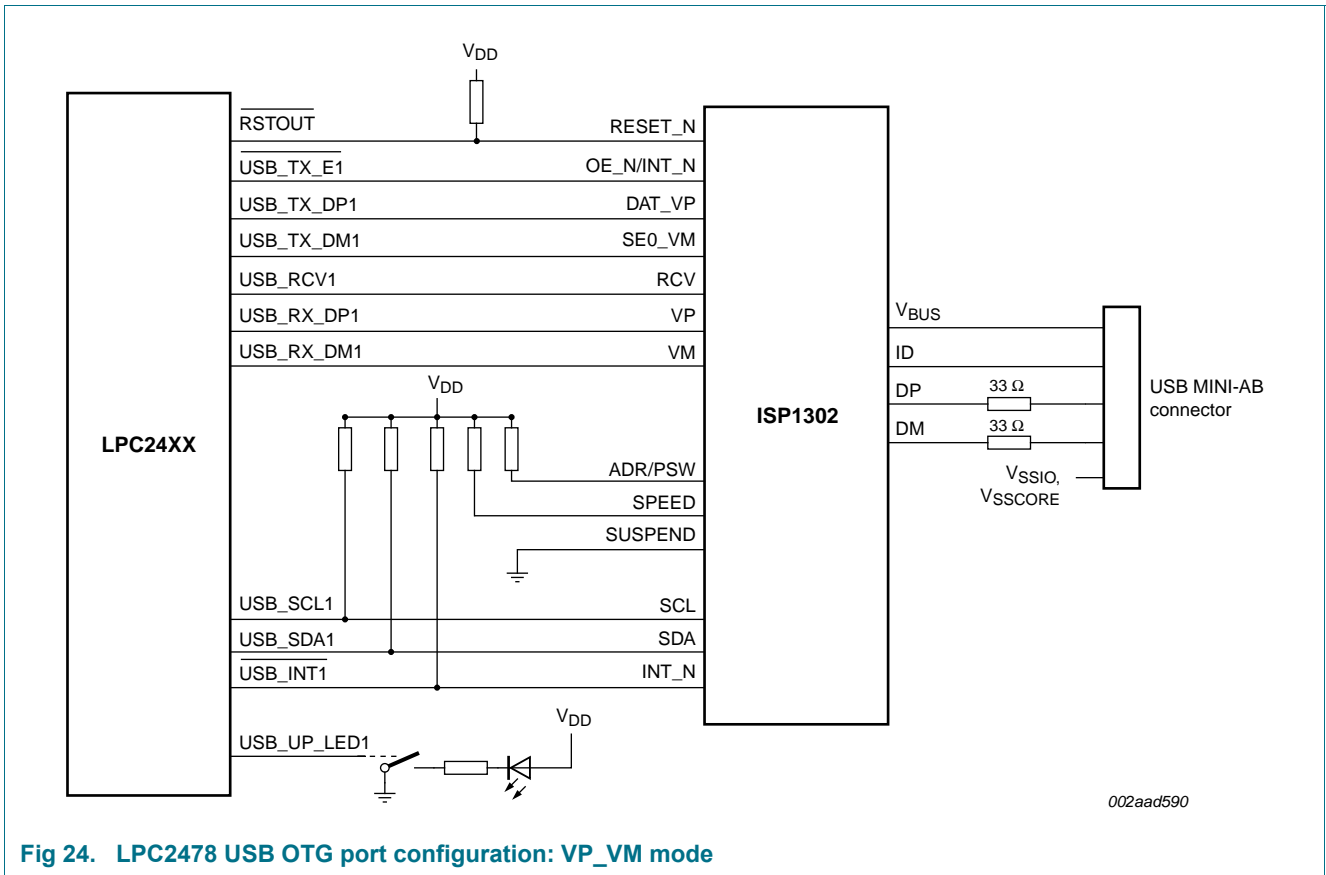 VDD
RSTOUT
RESET_N
USB_TX_E1
OE_N/INT_N
USB_TX_DP1
DAT_VP
USB_TX_DM1
SE0_VM
USB_RCV1
RCV
USB_RX_DP1
VP
USB_RX_DM1
VM
VBUS
ID
DP
33 Ω
DM
33 Ω
USB MINI-AB
connector
VSSIO,
VSSCORE
LPC24XX
ISP1302
VDD
ADR/PSW
SPEED
SUSPEND
USB_SCL1
SCL
USB_SDA1
SDA
USB_INT1
INT_N
VDD
USB_UP_LED1
002aad590
Fig 24. LPC2478 USB OTG port configuration: VP_VM mode